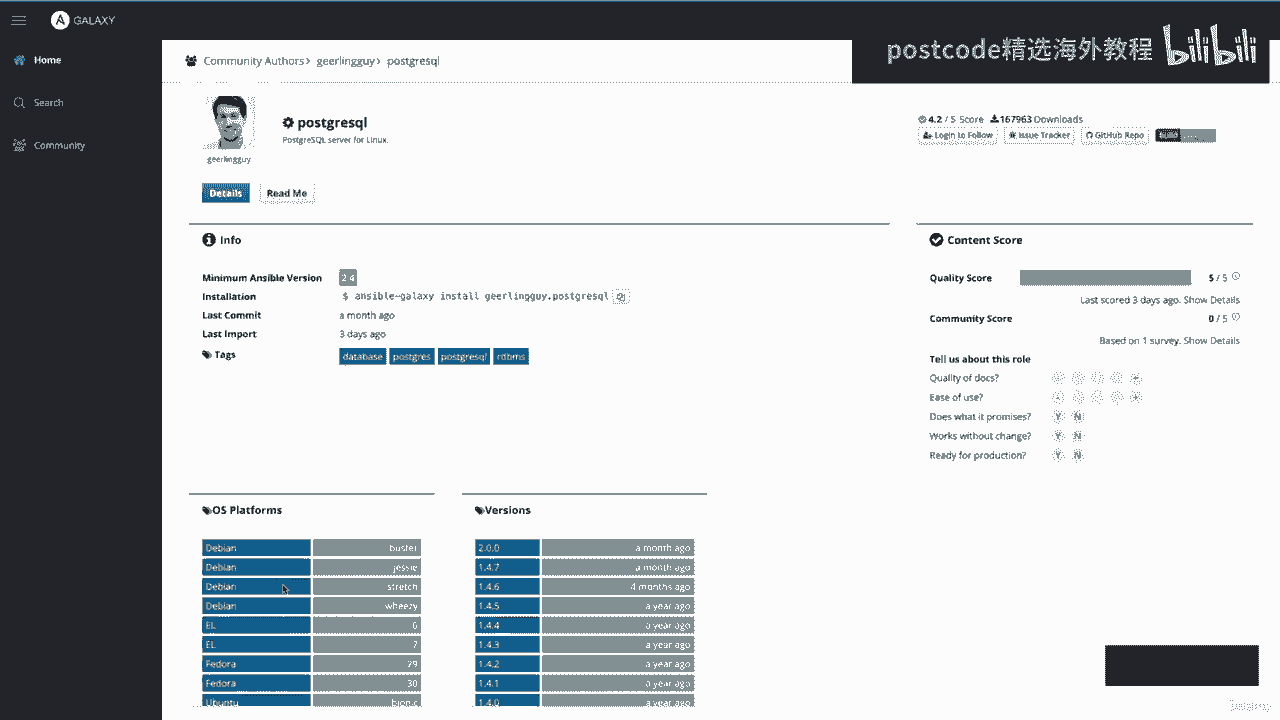 GALAXY
postcode精选海外教程 bilibili
Home
Search
Community
Community Authors > geerlingguy > postgresql
geerlingguy
postgresql
PostgreSQL server for Linux.
4.2 / 5 Score 167963 Downloads
Login to Follow Issue Tracker GitHub Repo build
Details Read Me
Info
Minimum Ansible Version 2.4
Installation $ ansible-galaxy install geerlingguy.postgresql
Last Commit a month ago
Last Import 3 days ago
Tags database postgres postgresql rdbms
Content Score
Quality Score 5 / 5
Last scored 3 days ago. Show Details
Community Score 0 / 5
Based on 1 survey. Show Details
Tell us about this role
Quality of docs?
Ease of use?
Does what it promises? Y N
Works without change? Y N
Ready for production? Y N
OS Platforms
Debian buster
Debian jessie
Debian stretch
Debian wheezy
EL 6
EL 7
Fedora 29
Fedora 30
Ubuntu bionic
Versions
2.0.0 a month ago
1.4.7 a month ago
1.4.6 4 months ago
1.4.5 a year ago
1.4.4 a year ago
1.4.3 a year ago
1.4.2 a year ago
1.4.1 a year ago
1.4.0 a year ago